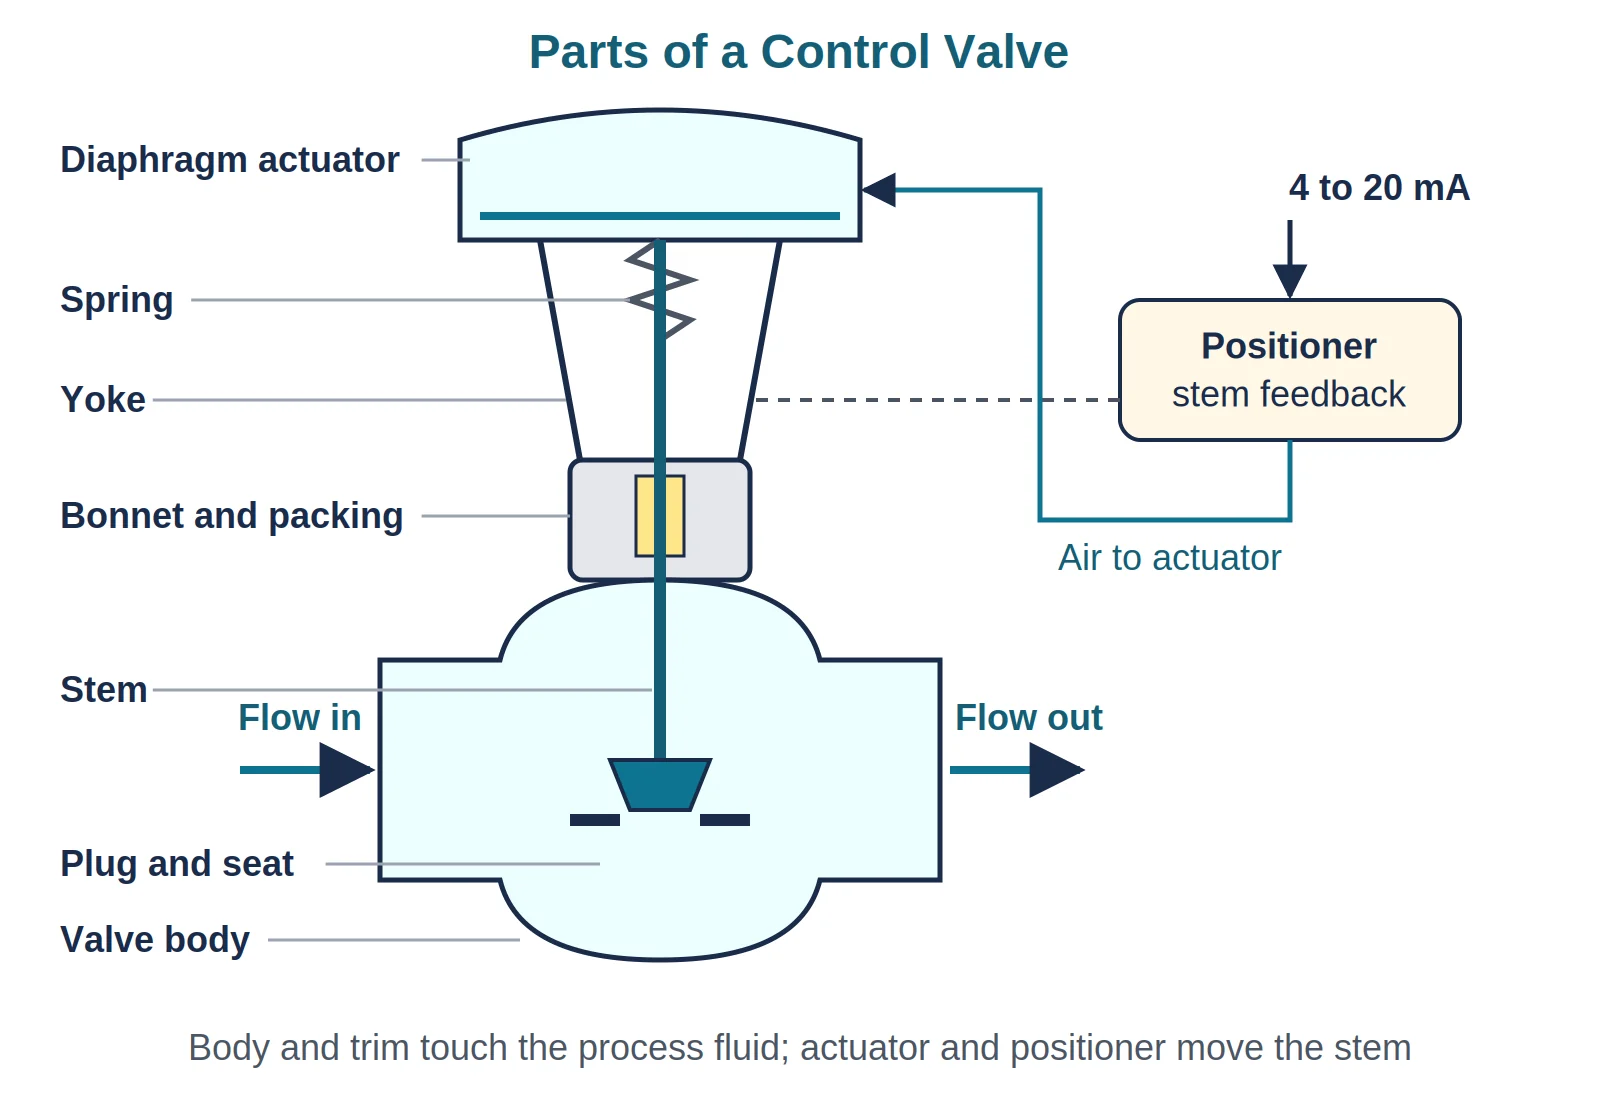 Parts of a Control Valve
Diaphragm actuator
4 to 20 mA
Spring
Positioner
stem feedback
Yoke
Bonnet and packing
Air to actuator
Stem
Flow in
Flow out
Plug and seat
Valve body
Body and trim touch the process fluid; actuator and positioner move the stem